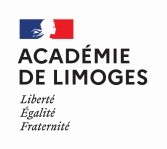 ACADÉMIE
DE LIMOGES
Liberté
Égalité
Fraternité